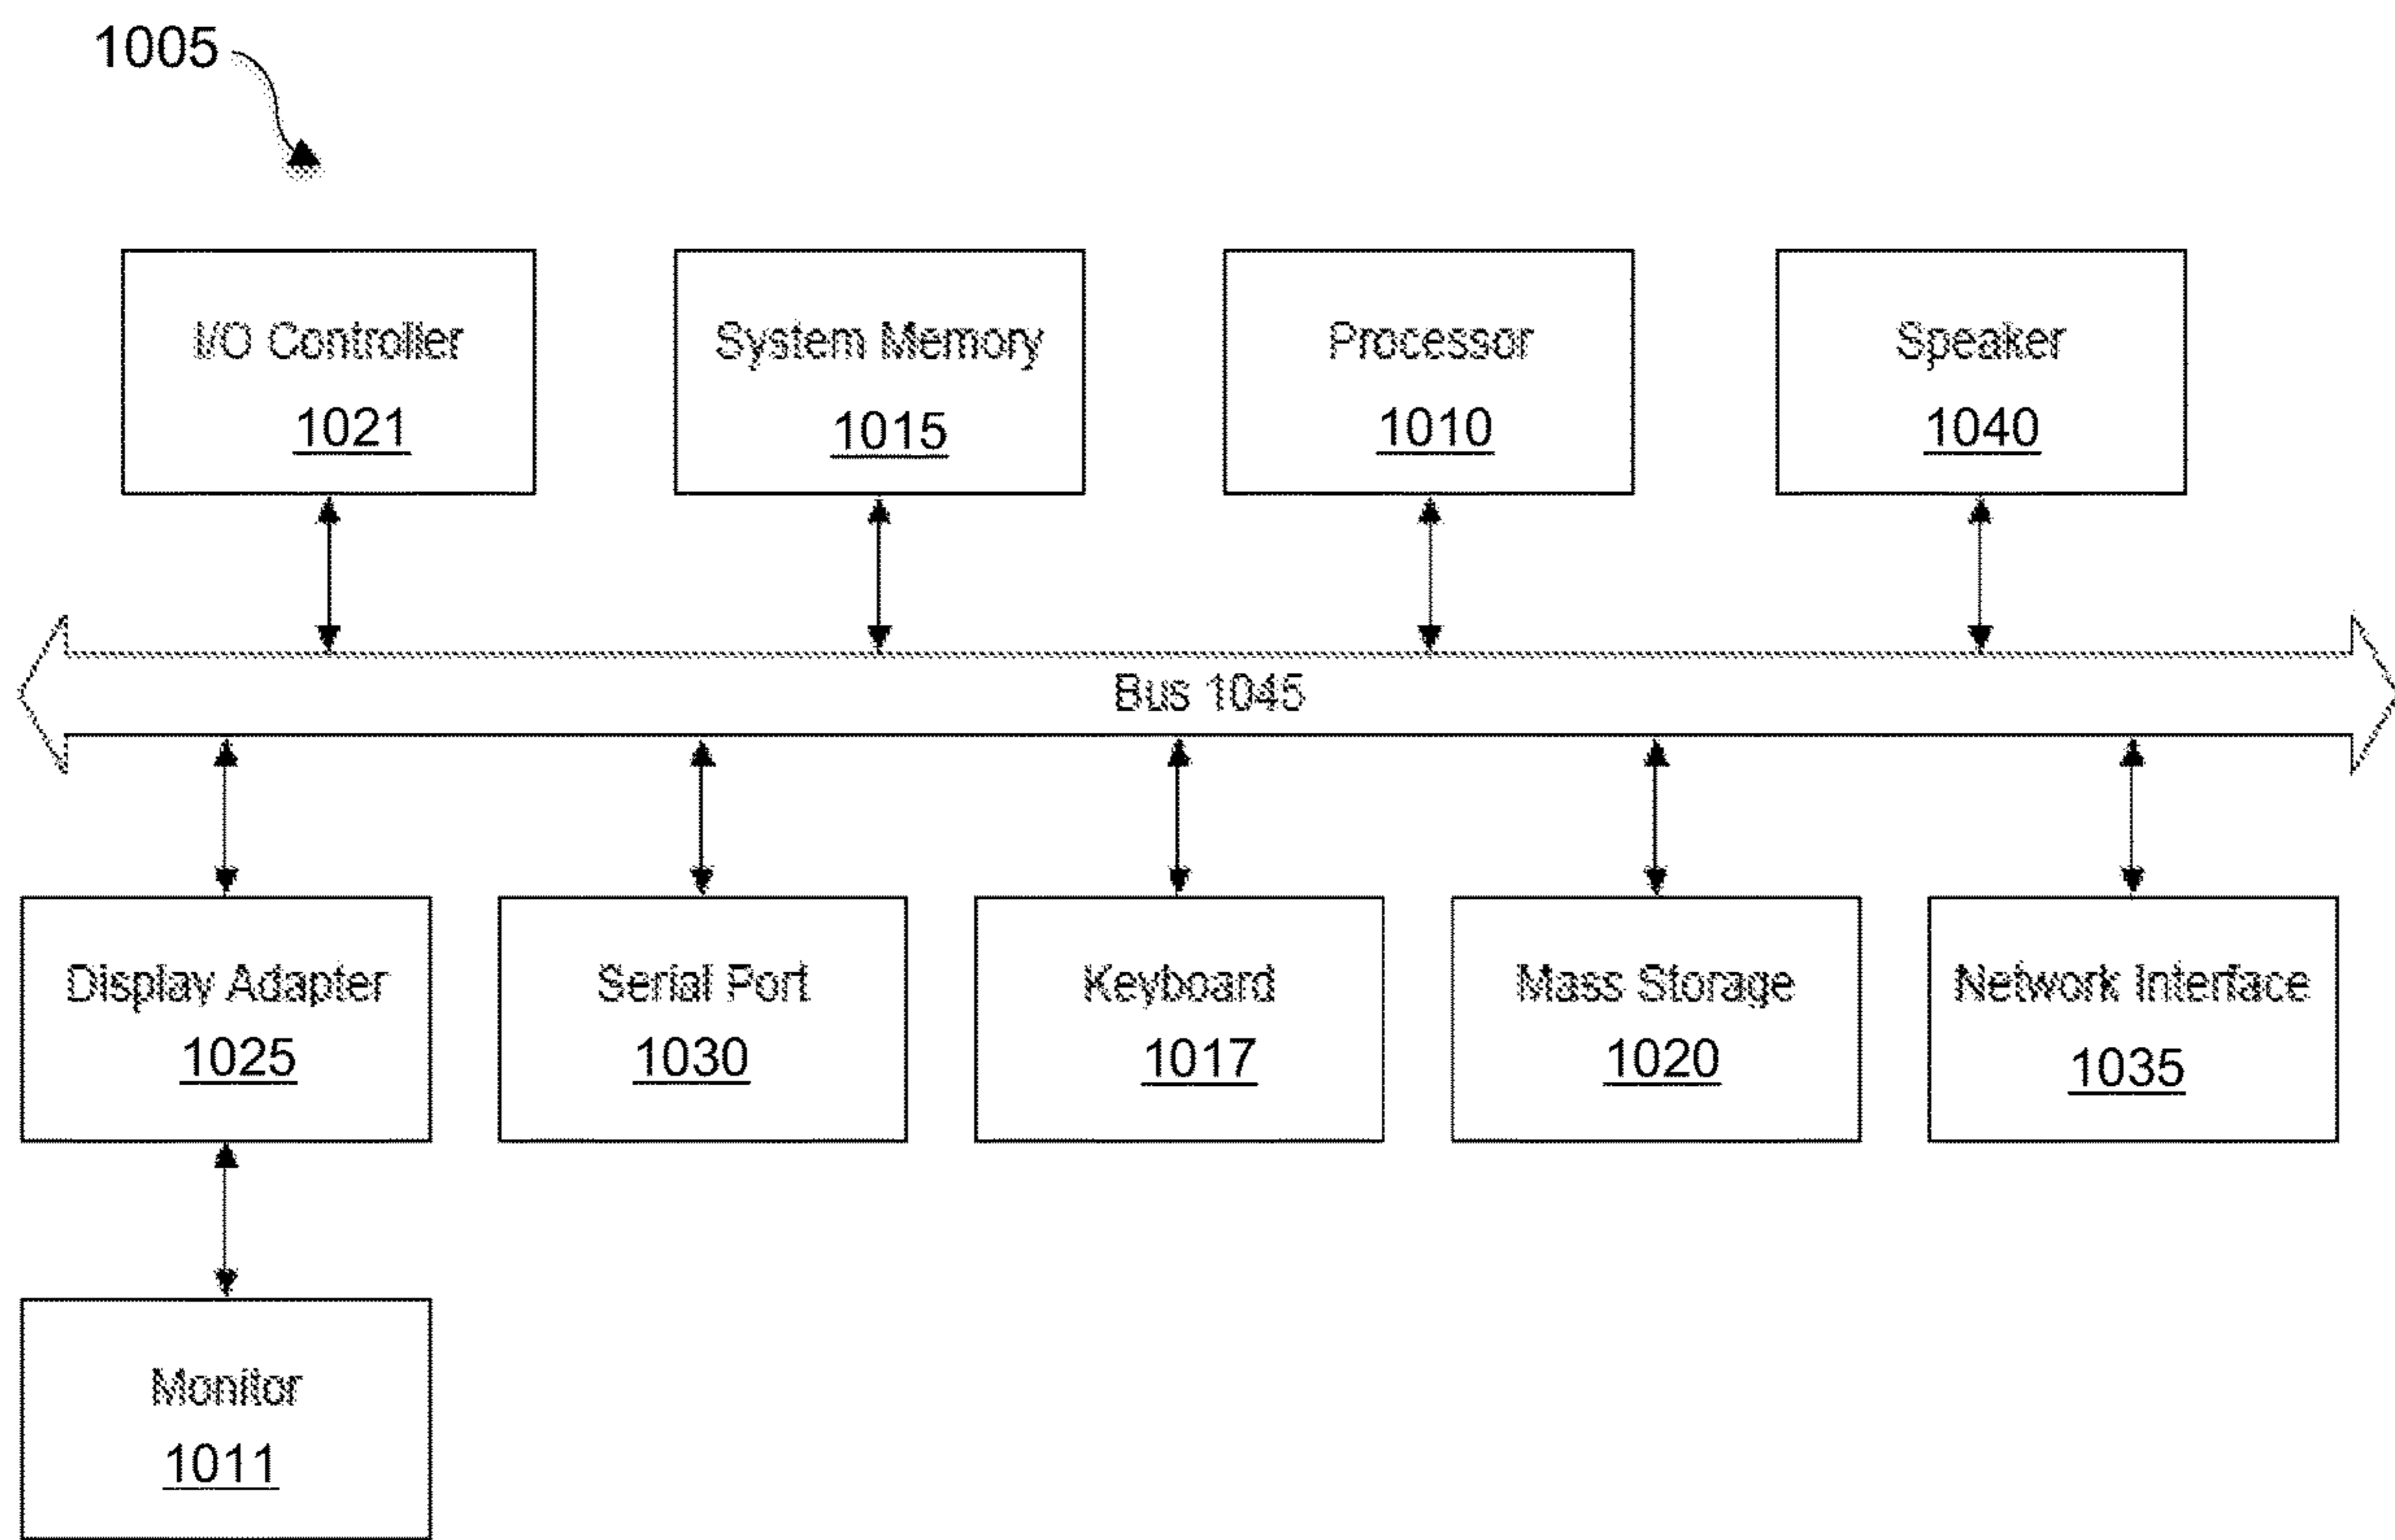 1005
I/O Controller
1021
System Memory
1015
Processor
1010
Speaker
1040
Bus 1045
Display Adapter
1025
Serial Port
1030
Keyboard
1017
Mass Storage
1020
Network Interface
1035
Monitor
1011